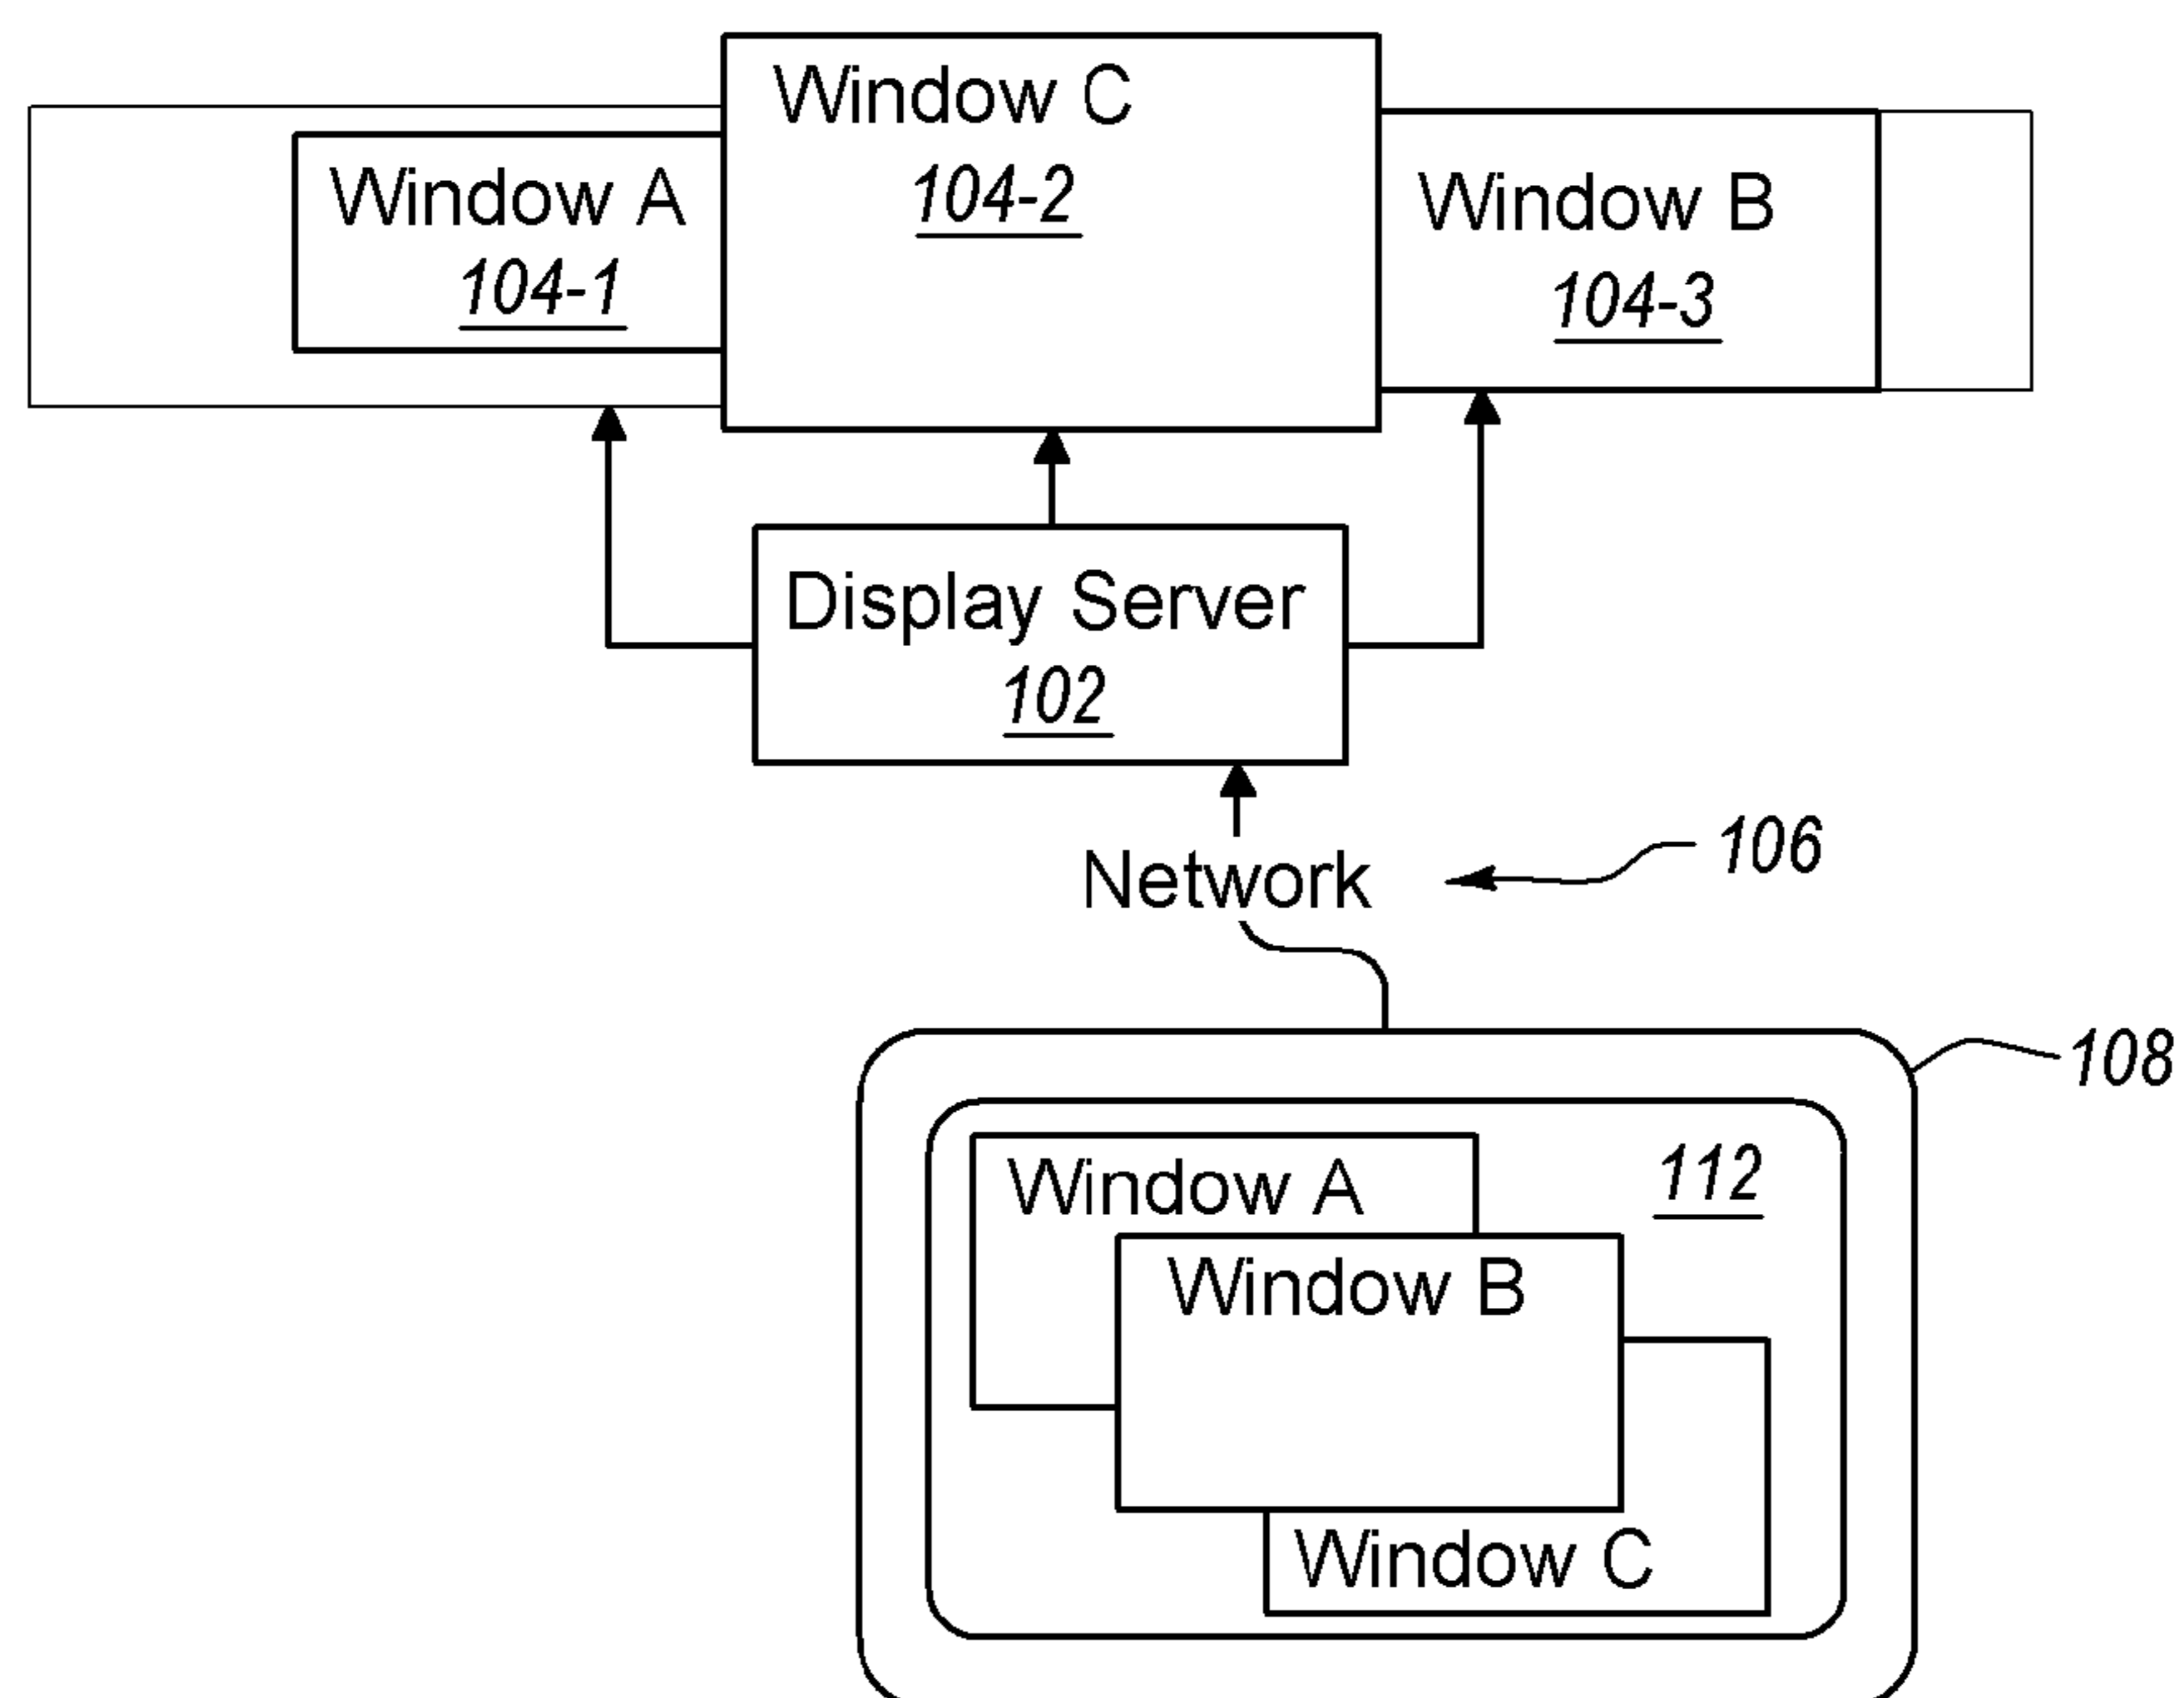 Window C
104-2
Window A
104-1
Window B
104-3
Display Server
102
Network
106
108
112
Window A
Window B
Window C